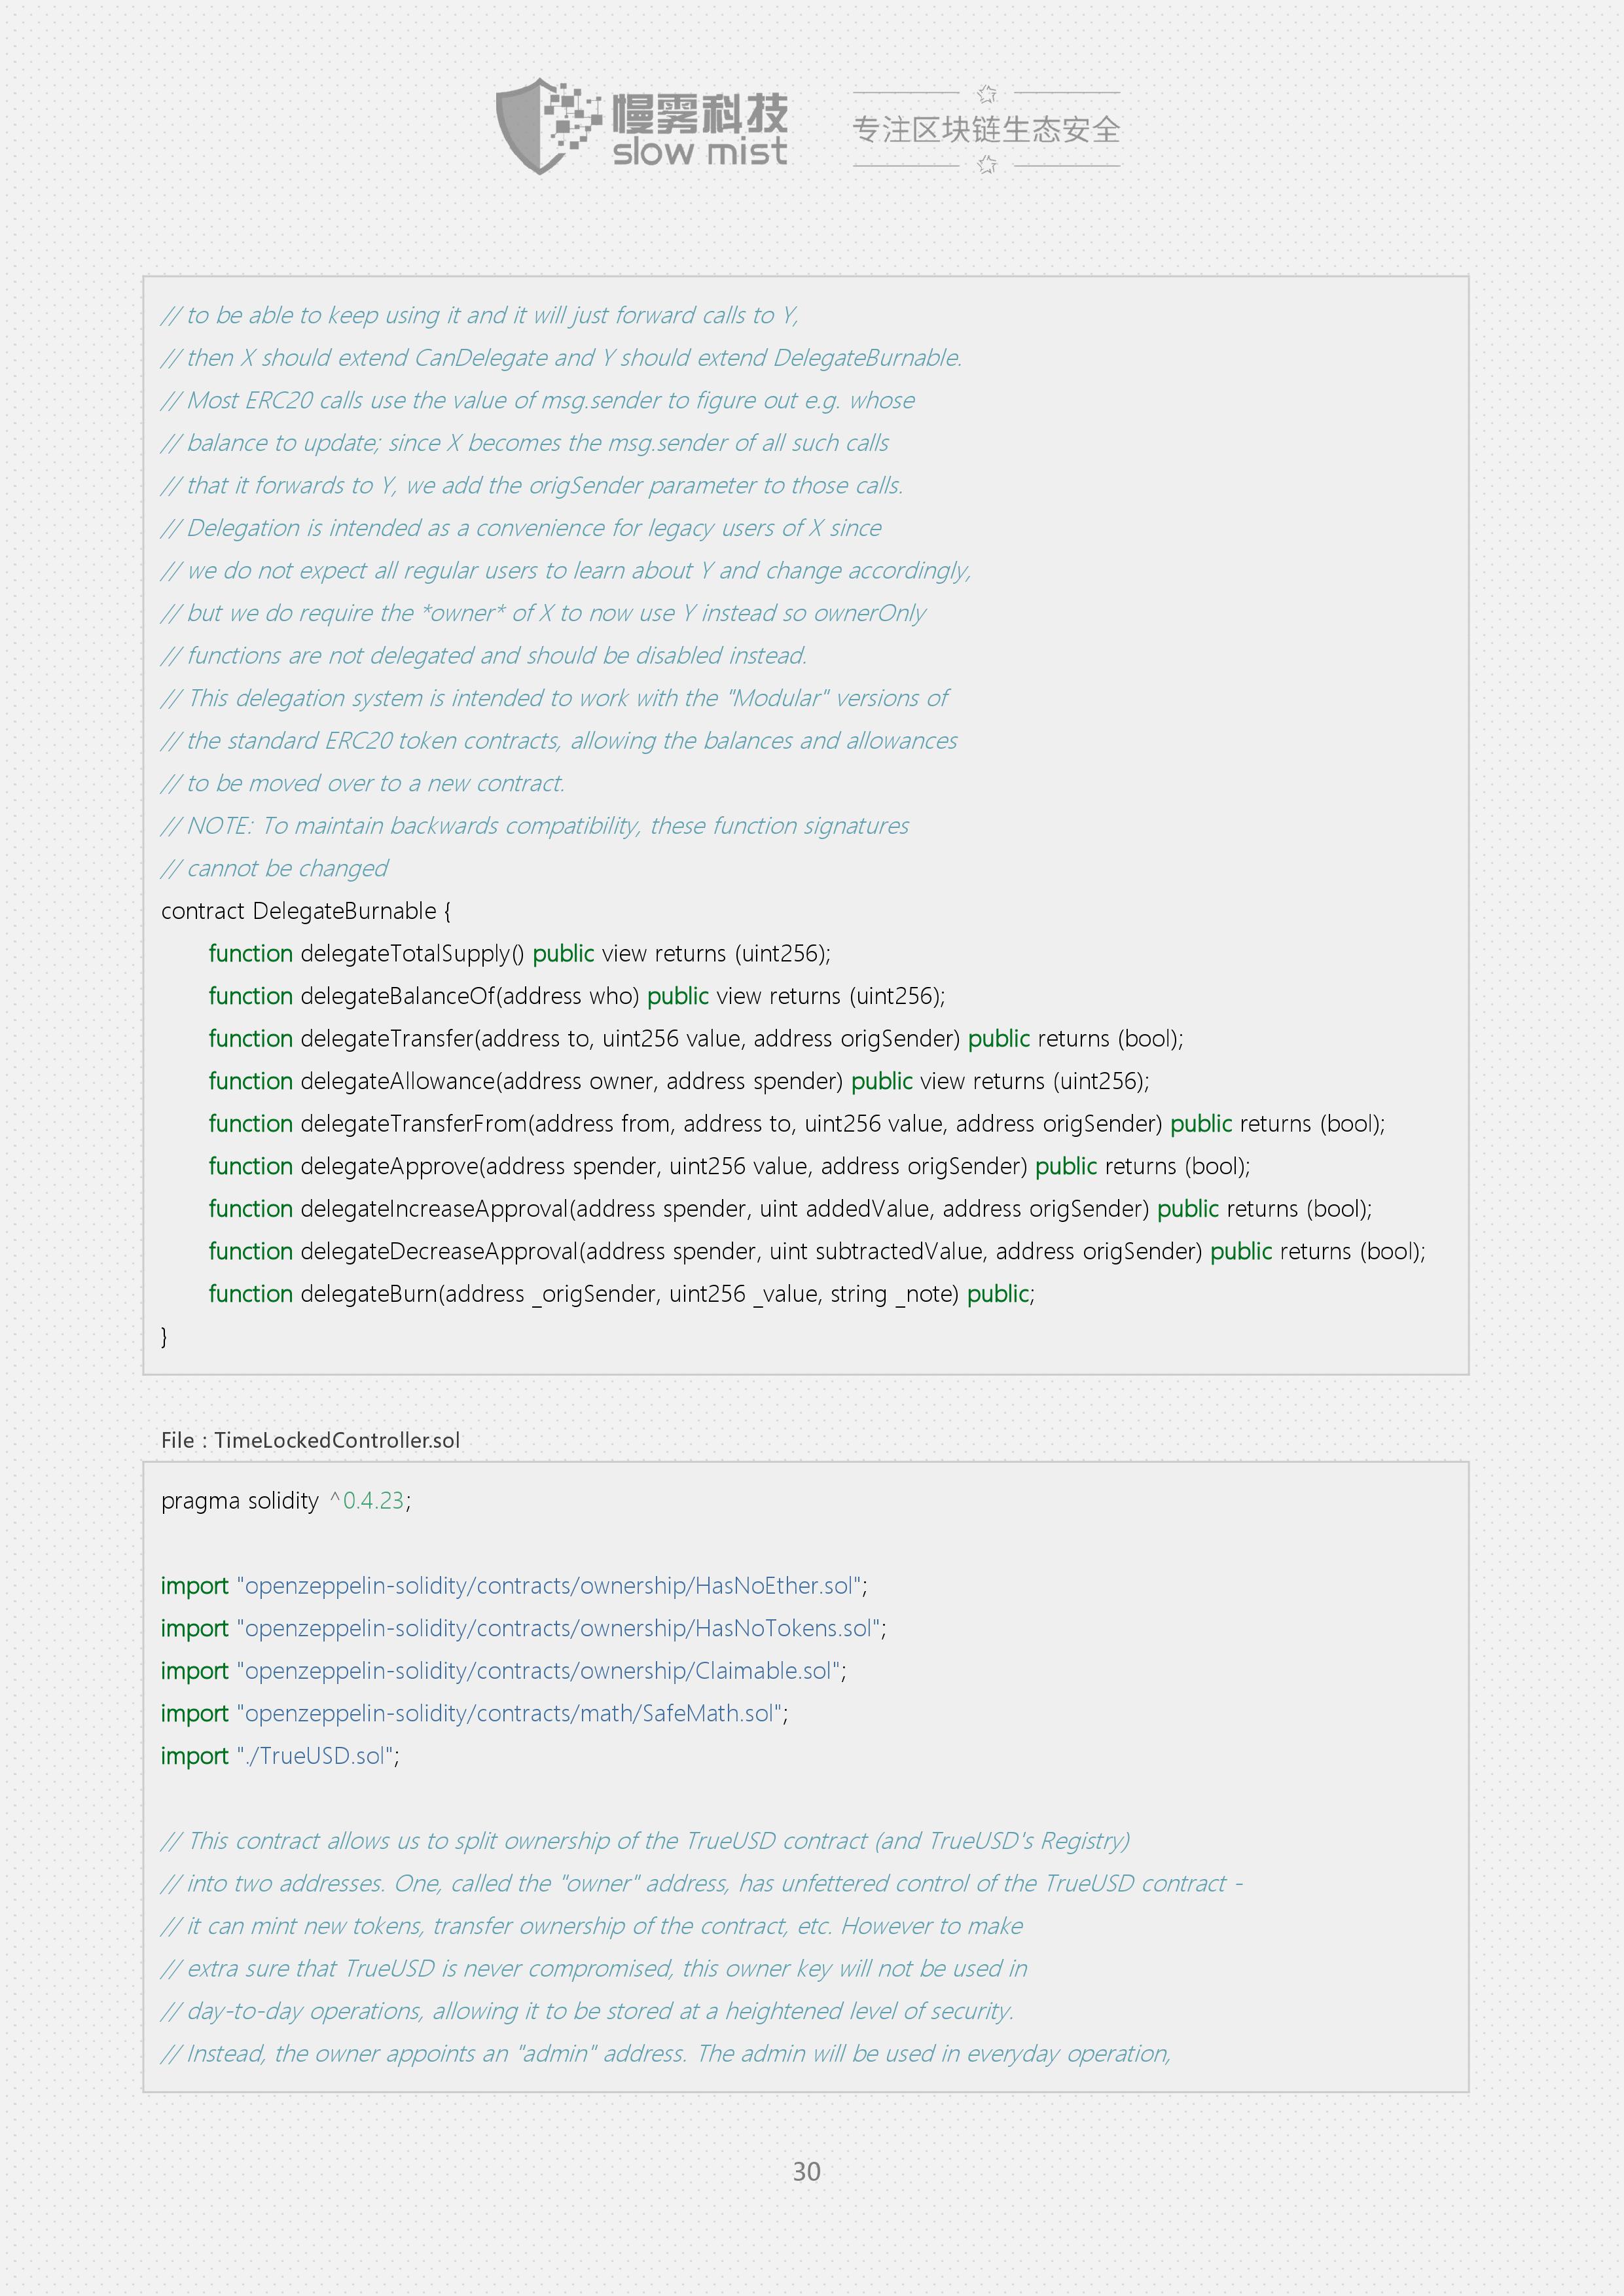 慢雾科技
slow mist
专注区块链生态安全
// to be able to keep using it and it will just forward calls to Y,
// then X should extend CanDelegate and Y should extend DelegateBurnable.
// Most ERC20 calls use the value of msg.sender to figure out e.g. whose
// balance to update; since X becomes the msg.sender of all such calls
// that it forwards to Y, we add the origSender parameter to those calls.
// Delegation is intended as a convenience for legacy users of X since
// we do not expect all regular users to learn about Y and change accordingly,
// but we do require the *owner* of X to now use Y instead so ownerOnly
// functions are not delegated and should be disabled instead.
// This delegation system is intended to work with the "Modular" versions of
// the standard ERC20 token contracts, allowing the balances and allowances
// to be moved over to a new contract.
// NOTE: To maintain backwards compatibility, these function signatures
// cannot be changed
contract DelegateBurnable {
function delegateTotalSupply() public view returns (uint256);
function delegateBalanceOf(address who) public view returns (uint256);
function delegateTransfer(address to, uint256 value, address origSender) public returns (bool);
function delegateAllowance(address owner, address spender) public view returns (uint256);
function delegateTransferFrom(address from, address to, uint256 value, address origSender) public returns (bool);
function delegateApprove(address spender, uint256 value, address origSender) public returns (bool);
function delegateIncreaseApproval(address spender, uint addedValue, address origSender) public returns (bool);
function delegateDecreaseApproval(address spender, uint subtractedValue, address origSender) public returns (bool);
function delegateBurn(address _origSender, uint256 _value, string _note) public;
}
File : TimeLockedController.sol
pragma solidity ^0.4.23;
import "openzeppelin-solidity/contracts/ownership/HasNoEther.sol";
import "openzeppelin-solidity/contracts/ownership/HasNoTokens.sol";
import "openzeppelin-solidity/contracts/ownership/Claimable.sol";
import "openzeppelin-solidity/contracts/math/SafeMath.sol";
import "./TrueUSD.sol";
// This contract allows us to split ownership of the TrueUSD contract (and TrueUSD's Registry)
// into two addresses. One, called the "owner" address, has unfettered control of the TrueUSD contract -
// it can mint new tokens, transfer ownership of the contract, etc. However to make
// extra sure that TrueUSD is never compromised, this owner key will not be used in
// day-to-day operations, allowing it to be stored at a heightened level of security.
// Instead, the owner appoints an "admin" address. The admin will be used in everyday operation,
30